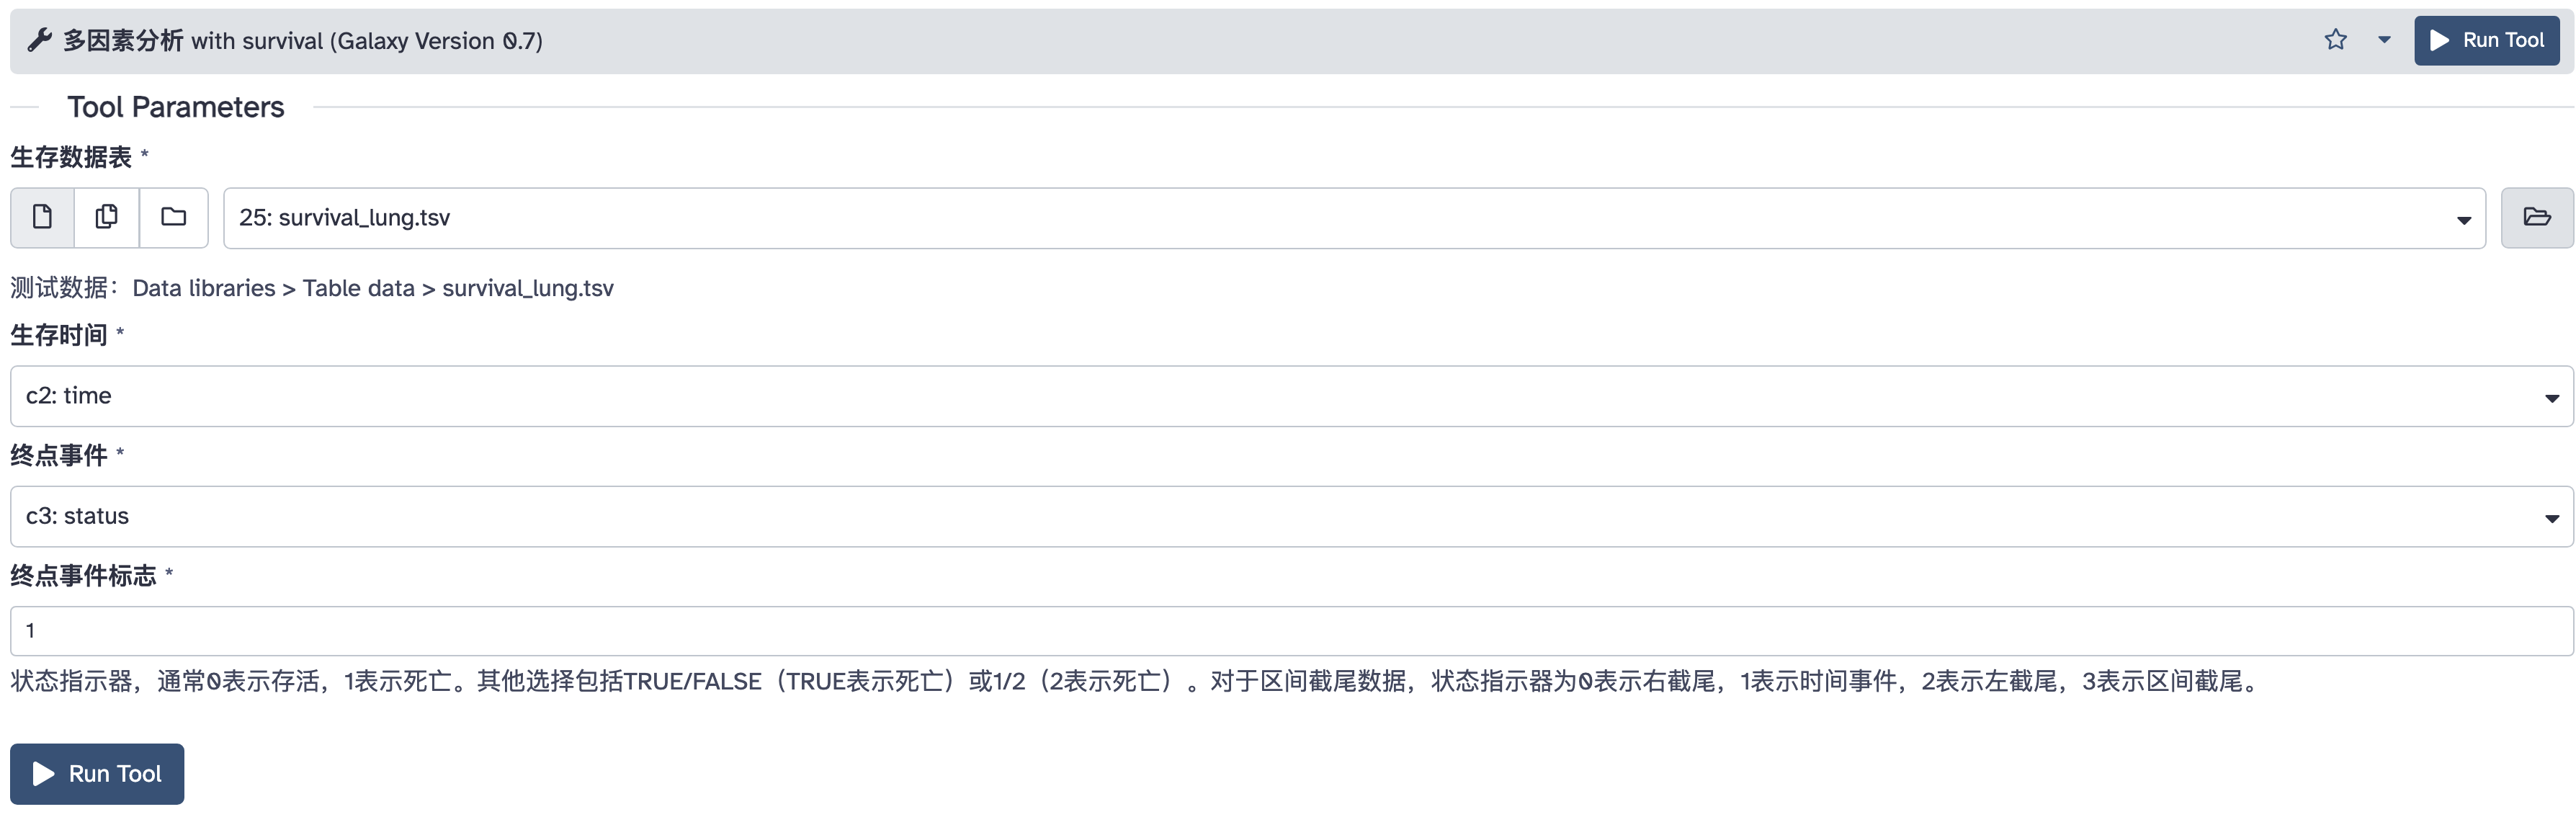 多因素分析 with survival (Galaxy Version 0.7)
Run Tool
Tool Parameters
生存数据表 *
25: survival_lung.tsv
测试数据：Data libraries > Table data > survival_lung.tsv
生存时间 *
c2: time
终点事件 *
c3: status
终点事件标志 *
1
状态指示器，通常0表示存活，1表示死亡。其他选择包括TRUE/FALSE（TRUE表示死亡）或1/2（2表示死亡）。对于区间截尾数据，状态指示器为0表示右截尾，1表示时间事件，2表示左截尾，3表示区间截尾。
Run Tool